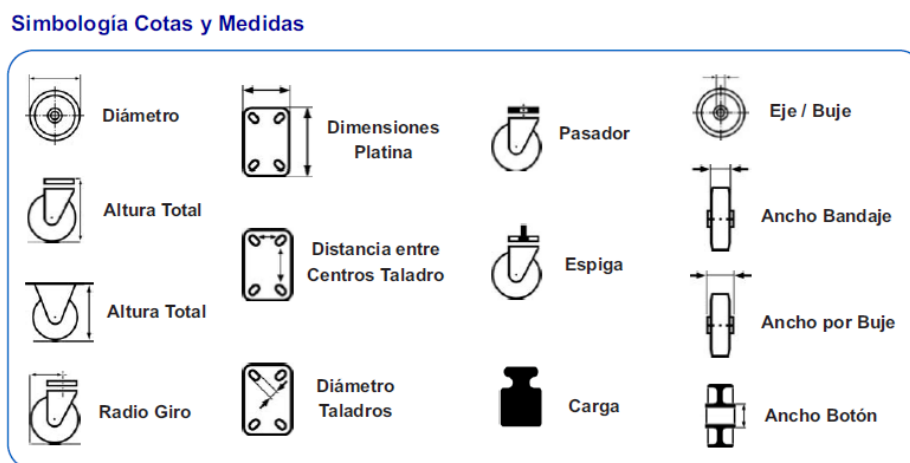 Simbología Cotas y Medidas
Diámetro
Altura Total
Altura Total
Radio Giro
Dimensiones
Platina
Distancia entre
Centros Taladro
Diámetro
Taladros
Pasador
Espiga
Carga
Eje / Buje
Ancho Bandaje
Ancho por Buje
Ancho Botón